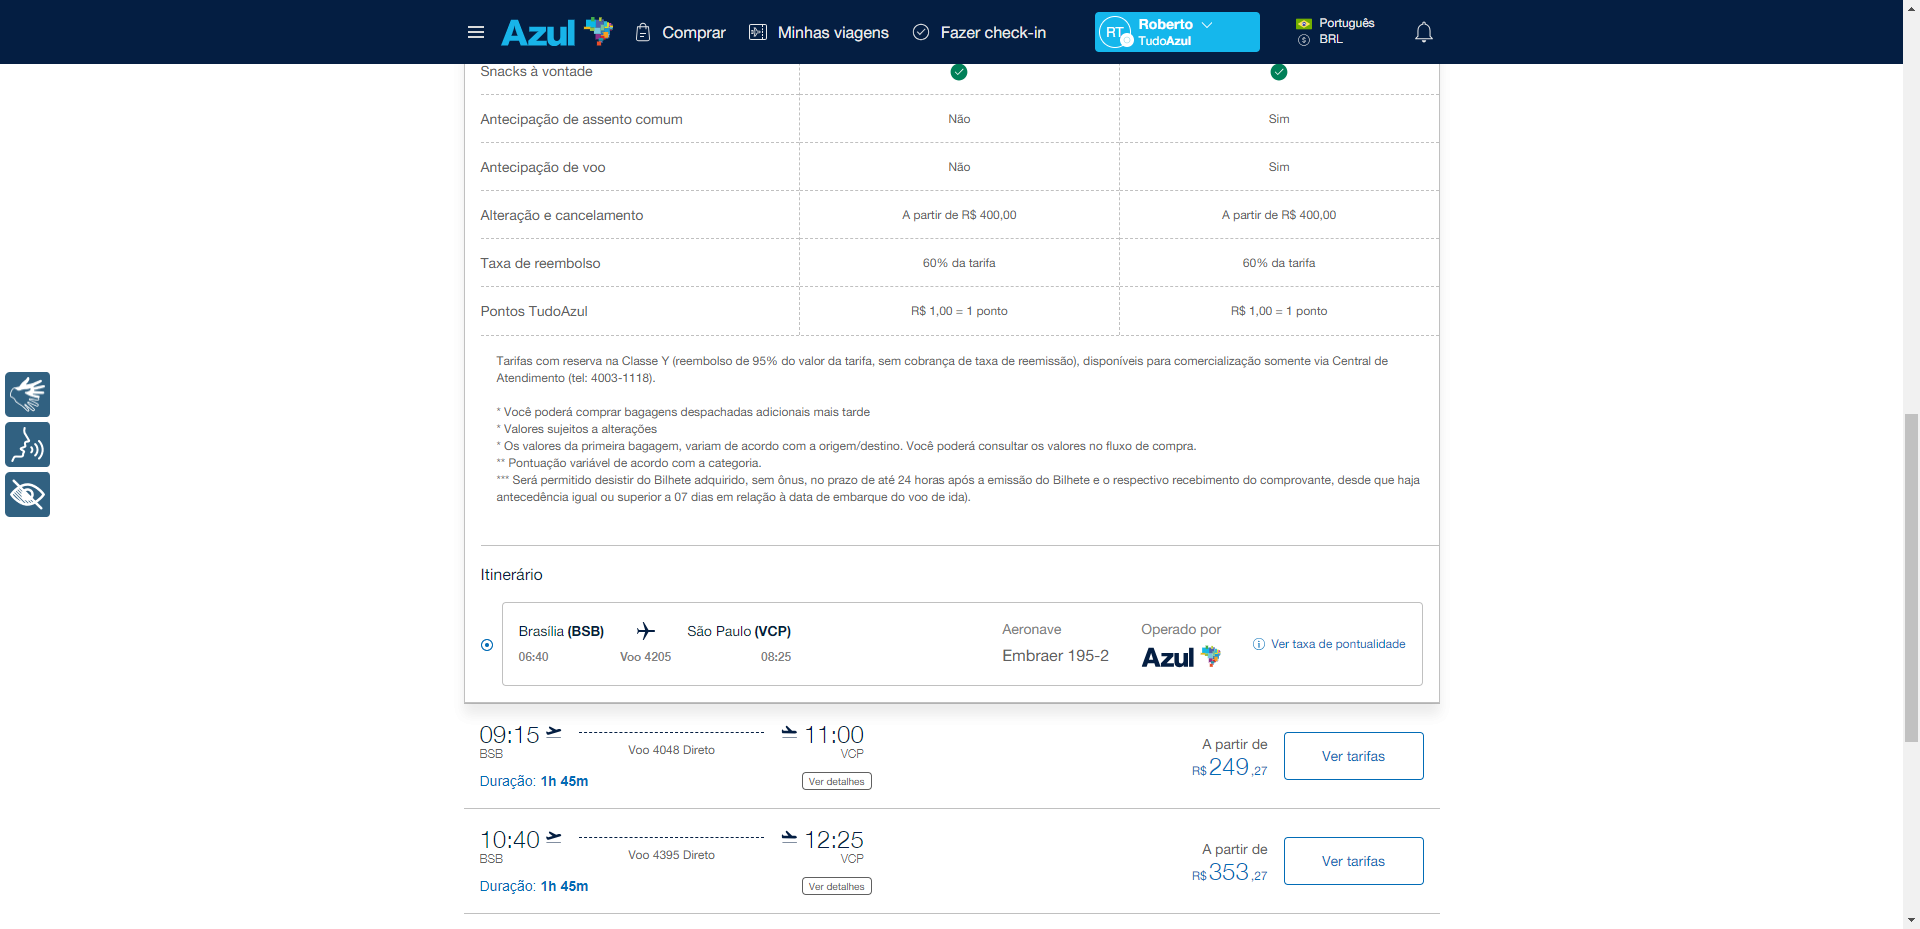 Azul
Comprar
Minhas viagens
Fazer check-in
RT
Roberto
TudoAzul
Português
BRL
Snacks à vontade
Antecipação de assento comum Não Sim
Antecipação de voo Não Sim
Alteração e cancelamento A partir de R$ 400,00 A partir de R$ 400,00
Taxa de reembolso 60% da tarifa 60% da tarifa
Pontos TudoAzul R$ 1,00 = 1 ponto R$ 1,00 = 1 ponto
Tarifas com reserva na Classe Y (reembolso de 95% do valor da tarifa, sem cobrança de taxa de reemissão), disponíveis para comercialização somente via Central de
Atendimento (tel: 4003-1118).
* Você poderá comprar bagagens despachadas adicionais mais tarde
* Valores sujeitos a alterações
* Os valores da primeira bagagem, variam de acordo com a origem/destino. Você poderá consultar os valores no fluxo de compra.
** Pontuação variável de acordo com a categoria.
*** Será permitido desistir do Bilhete adquirido, sem ônus, no prazo de até 24 horas após a emissão do Bilhete e o respectivo recebimento do comprovante, desde que haja
antecedência igual ou superior a 07 dias em relação à data de embarque do voo de ida).
Itinerário
Brasília (BSB) São Paulo (VCP)
06:40 Voo 4205 08:25
Aeronave
Embraer 195-2
Operado por
Azul
Ver taxa de pontualidade
09:15 11:00
BSB Voo 4048 Direto VCP
Duração: 1h 45m Ver detalhes
A partir de
R$ 249,27
Ver tarifas
10:40 12:25
BSB Voo 4395 Direto VCP
Duração: 1h 45m Ver detalhes
A partir de
R$ 353,27
Ver tarifas